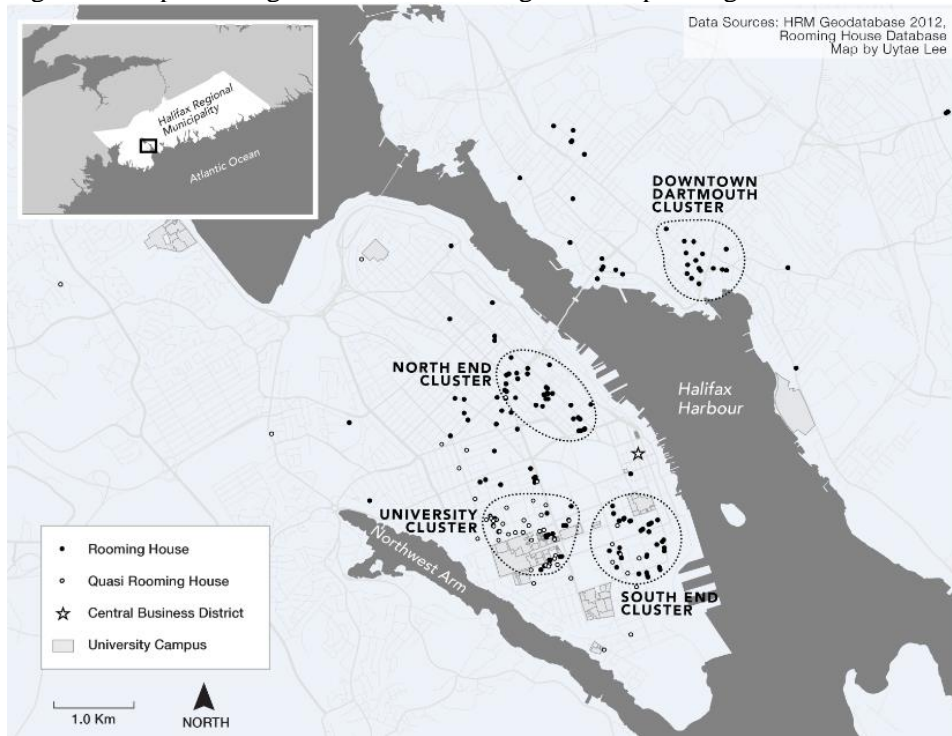 Data Sources: HRM Geodatabase 2012,
Rooming House Database
Map by Uytae Lee
Halifax Regional
Municipality
Atlantic Ocean
DOWNTOWN
DARTMOUTH
CLUSTER
NORTH END
CLUSTER
Halifax
Harbour
UNIVERSITY
CLUSTER
Northwest Arm
SOUTH END
CLUSTER
Rooming House
Quasi Rooming House
Central Business District
University Campus
1.0 Km
NORTH